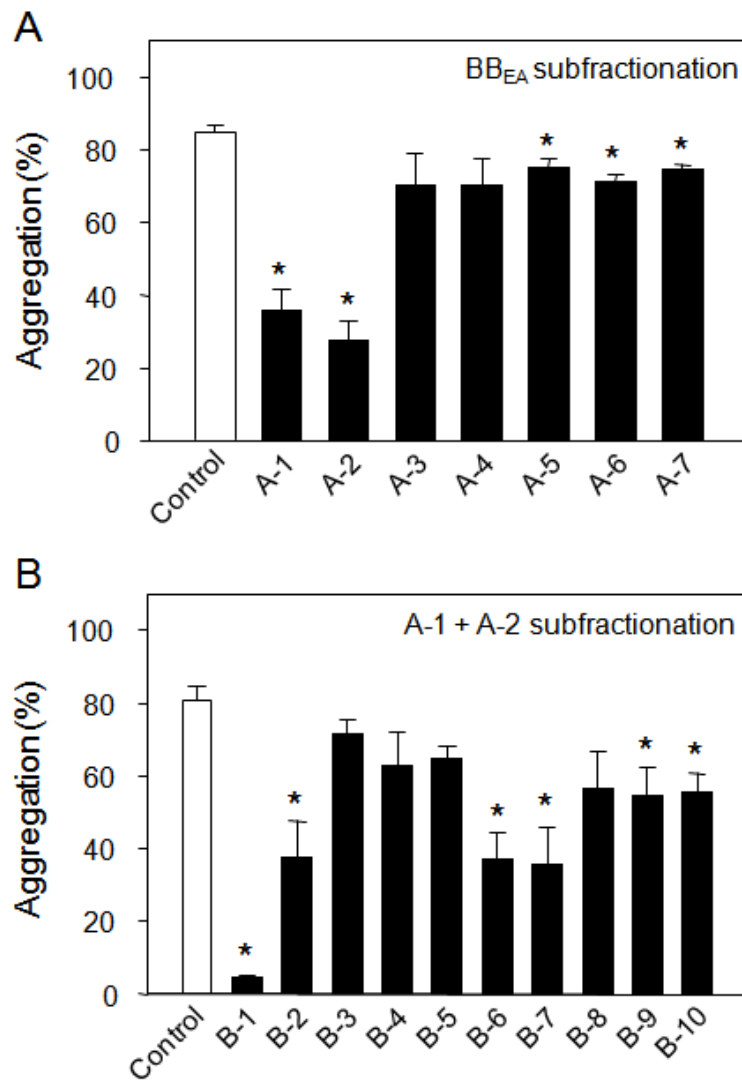 A
BBEA subfractionation
Aggregation (%)
100
80
60
40
20
0
* * * * *
Control A-1 A-2 A-3 A-4 A-5 A-6 A-7
B
A-1 + A-2 subfractionation
Aggregation (%)
100
80
60
40
20
0
* * * * * *
Control B-1 B-2 B-3 B-4 B-5 B-6 B-7 B-8 B-9 B-10